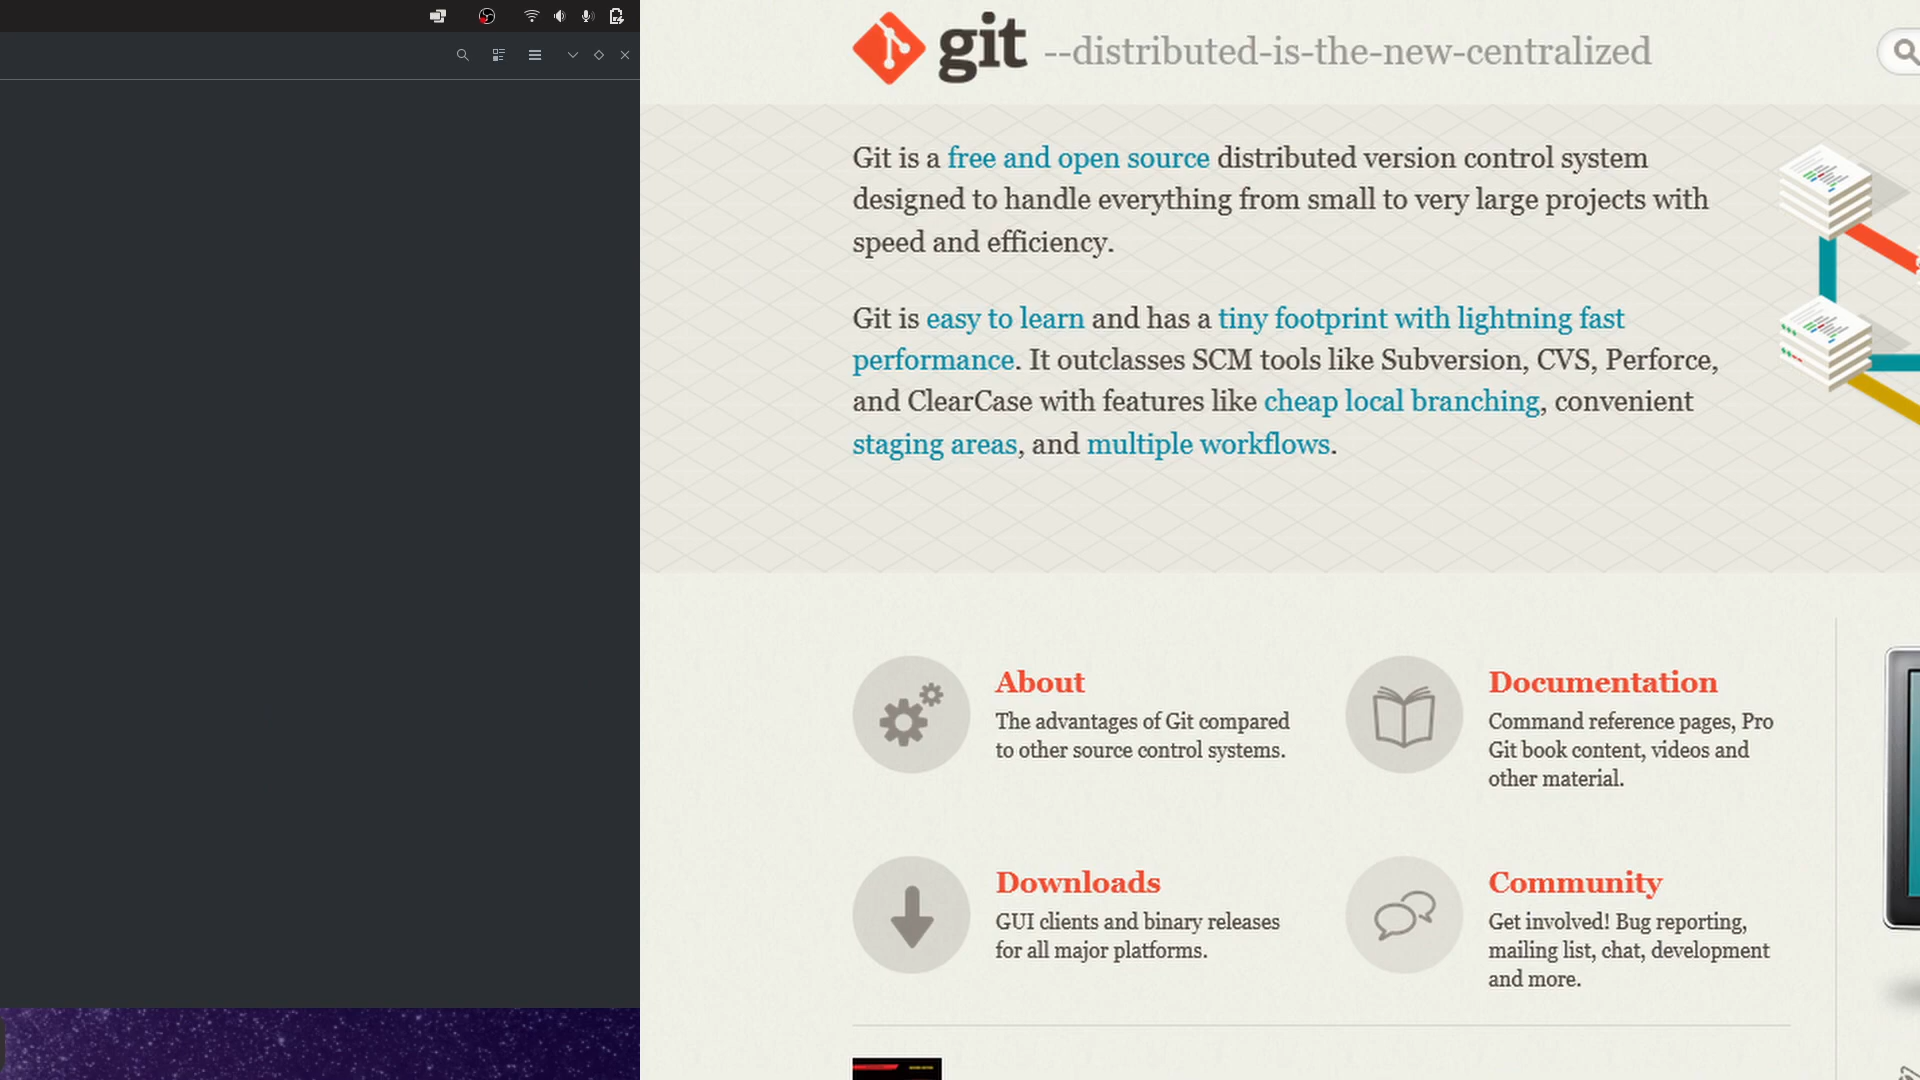 git --distributed-is-the-new-centralized
Git is a free and open source distributed version control system
designed to handle everything from small to very large projects with
speed and efficiency.
Git is easy to learn and has a tiny footprint with lightning fast
performance. It outclasses SCM tools like Subversion, CVS, Perforce,
and ClearCase with features like cheap local branching, convenient
staging areas, and multiple workflows.
About
The advantages of Git compared
to other source control systems.
Documentation
Command reference pages, Pro
Git book content, videos and
other material.
Downloads
GUI clients and binary releases
for all major platforms.
Community
Get involved! Bug reporting,
mailing list, chat, development
and more.